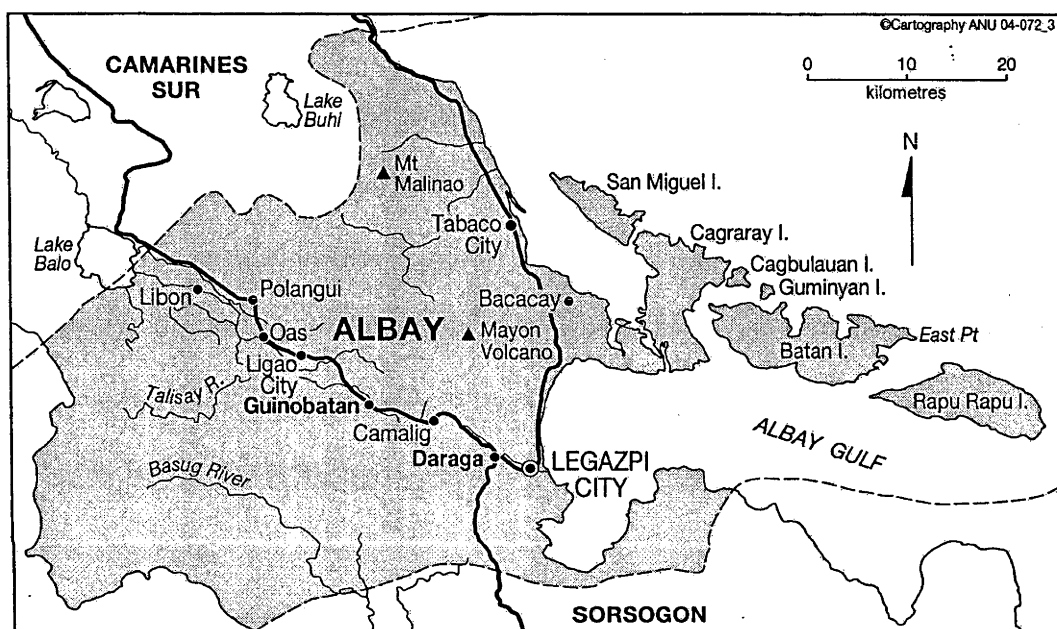 ©Cartography ANU 04-072_3
CAMARINES
SUR
0 10 20
kilometres
Lake
Buhi
N
Mt
Malinao
San Miguel I.
Tabaco
City
Cagraray I.
Lake
Balo
Cagbulauan I.
Guminyan I.
Libon
Polangui
Bacacay
ALBAY
Mayon
Volcano
East Pt
Oas
Batan I.
Ligao
City
Talisay R.
Guinobatan
Rapu Rapu I.
Camalig
ALBAY GULF
Daraga
LEGAZPI
CITY
Basug River
SORSOGON